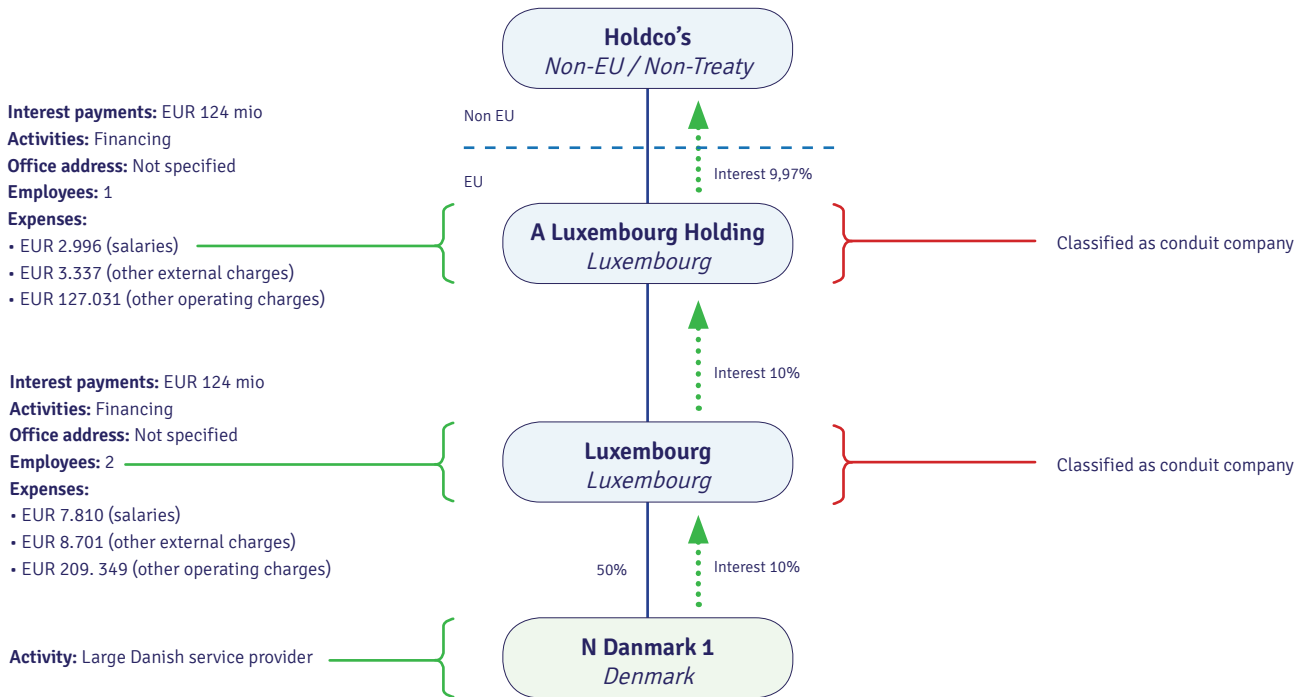 Holdco’s
Non-EU / Non-Treaty
Interest payments: EUR 124 mio
Activities: Financing
Office address: Not specified
Employees: 1
Expenses:
• EUR 2.996 (salaries)
• EUR 3.337 (other external charges)
• EUR 127.031 (other operating charges)
Non EU
EU
Interest 9,97%
A Luxembourg Holding
Luxembourg
Classified as conduit company
Interest 10%
Interest payments: EUR 124 mio
Activities: Financing
Office address: Not specified
Employees: 2
Expenses:
• EUR 7.810 (salaries)
• EUR 8.701 (other external charges)
• EUR 209. 349 (other operating charges)
Luxembourg
Luxembourg
Classified as conduit company
50%
Interest 10%
Activity: Large Danish service provider
N Danmark 1
Denmark